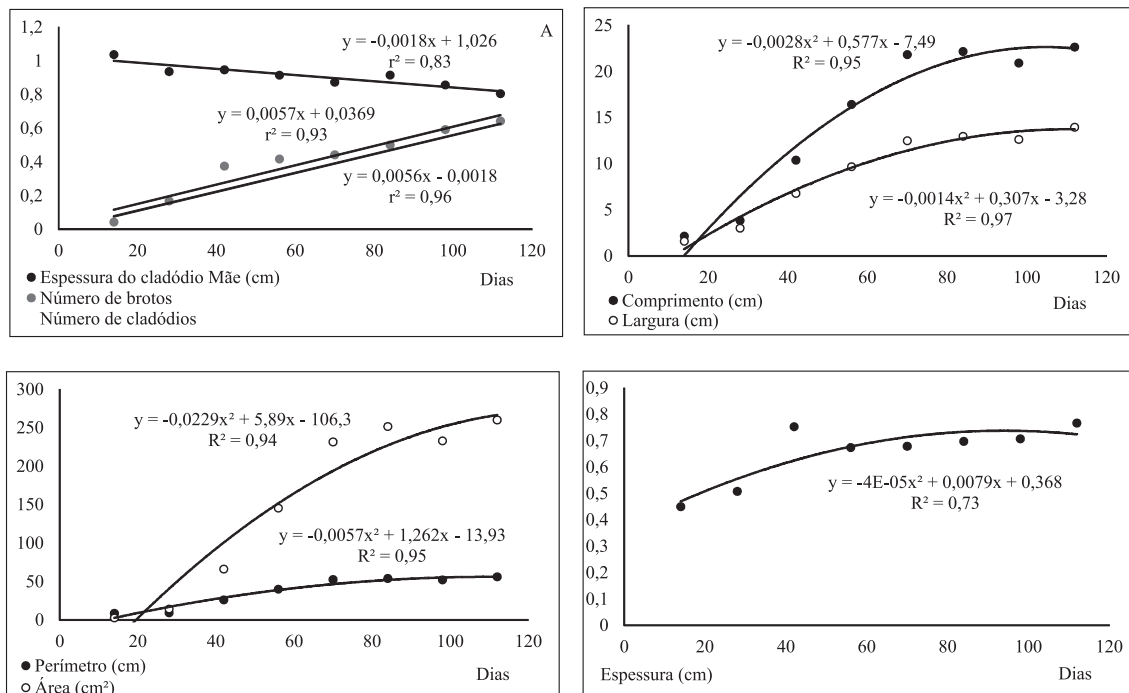 1,2
1
0,8
0,6
0,4
0,2
0
A
y = -0,0018x + 1,026
r² = 0,83
y = 0,0057x + 0,0369
r² = 0,93
y = 0,0056x - 0,0018
r² = 0,96
0 20 40 60 80 100 120
Espessura do cladódio Mãe (cm)
Dias
Número de brotos
Número de cladódios
25
20
15
10
5
0
y = -0,0028x² + 0,577x - 7,49
R² = 0,95
y = -0,0014x² + 0,307x - 3,28
R² = 0,97
0 20 40 60 80 100 120
Comprimento (cm)
Dias
Largura (cm)
300
250
200
150
100
50
0
y = -0,0229x² + 5,89x - 106,3
R² = 0,94
y = -0,0057x² + 1,262x - 13,93
R² = 0,95
0 20 40 60 80 100 120
Perímetro (cm)
Dias
Área (cm²)
0,9
0,8
0,7
0,6
0,5
0,4
0,3
0,2
0,1
0
y = -4E-05x² + 0,0079x + 0,368
R² = 0,73
0 20 40 60 80 100 120
Espessura (cm)
Dias